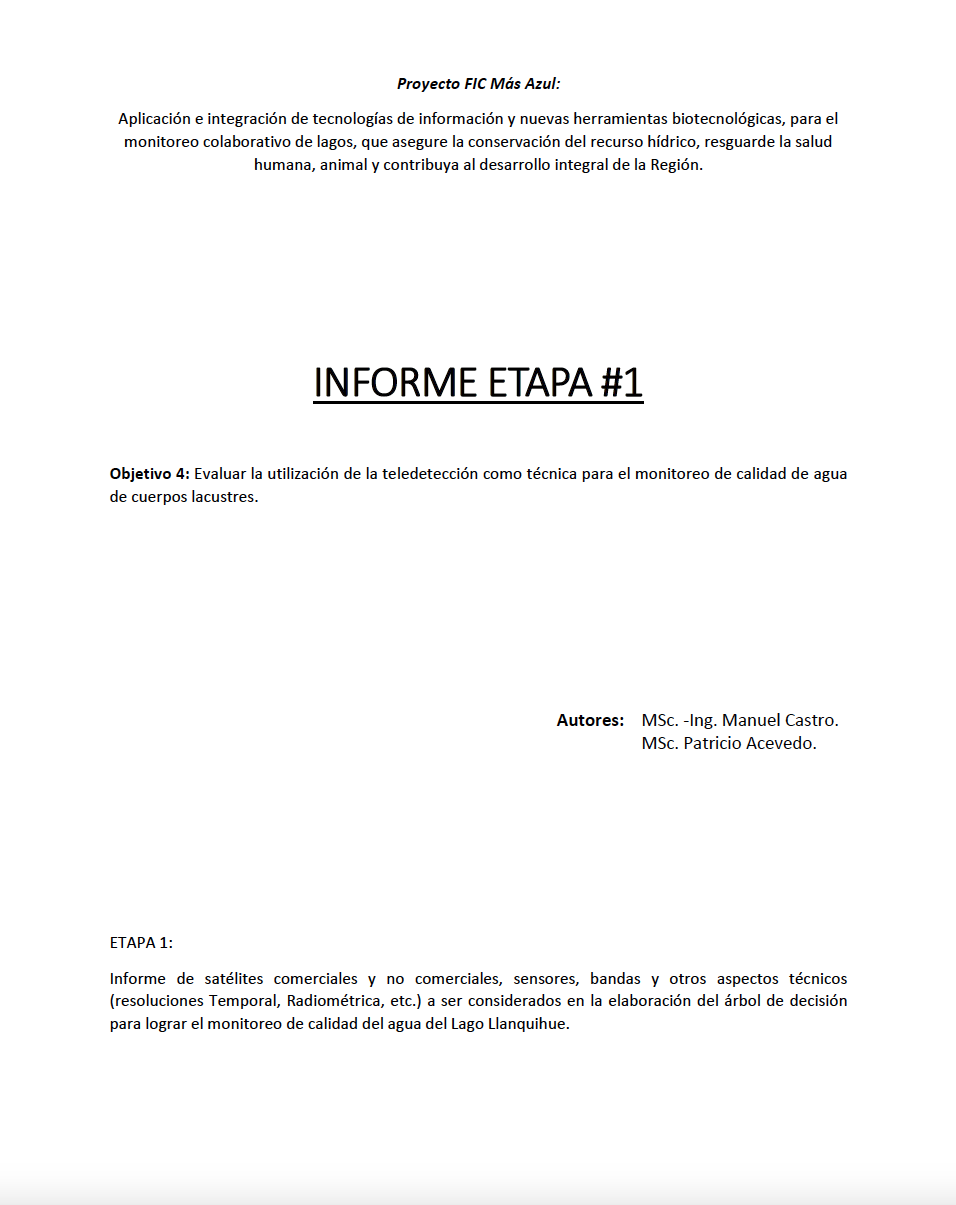 Proyecto FIC Más Azul:
Aplicación e integración de tecnologías de información y nuevas herramientas biotecnológicas, para el
monitoreo colaborativo de lagos, que asegure la conservación del recurso hídrico, resguarde la salud
humana, animal y contribuya al desarrollo integral de la Región.
INFORME ETAPA #1
Objetivo 4: Evaluar la utilización de la teledetección como técnica para el monitoreo de calidad de agua
de cuerpos lacustres.
Autores: MSc. -Ing. Manuel Castro.
MSc. Patricio Acevedo.
ETAPA 1:
Informe de satélites comerciales y no comerciales, sensores, bandas y otros aspectos técnicos
(resoluciones Temporal, Radiométrica, etc.) a ser considerados en la elaboración del árbol de decisión
para lograr el monitoreo de calidad del agua del Lago Llanquihue.